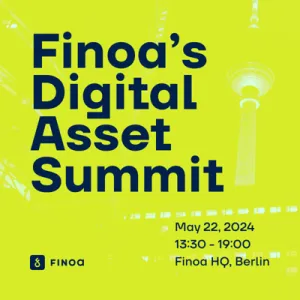 Finoa's
Digital
Asset
Summit
May 22, 2024
13:30 - 19:00
Finoa HQ, Berlin
FINOA